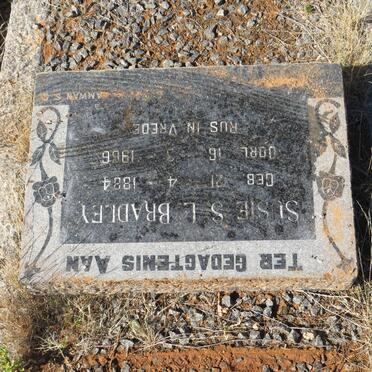 TER GEDAGTENIS AAN
SUSIE S. L. BRADLEY
GEB. 21 - 4 - 1884
OORL. 16 - 3 - 1966
RUS IN VREDE